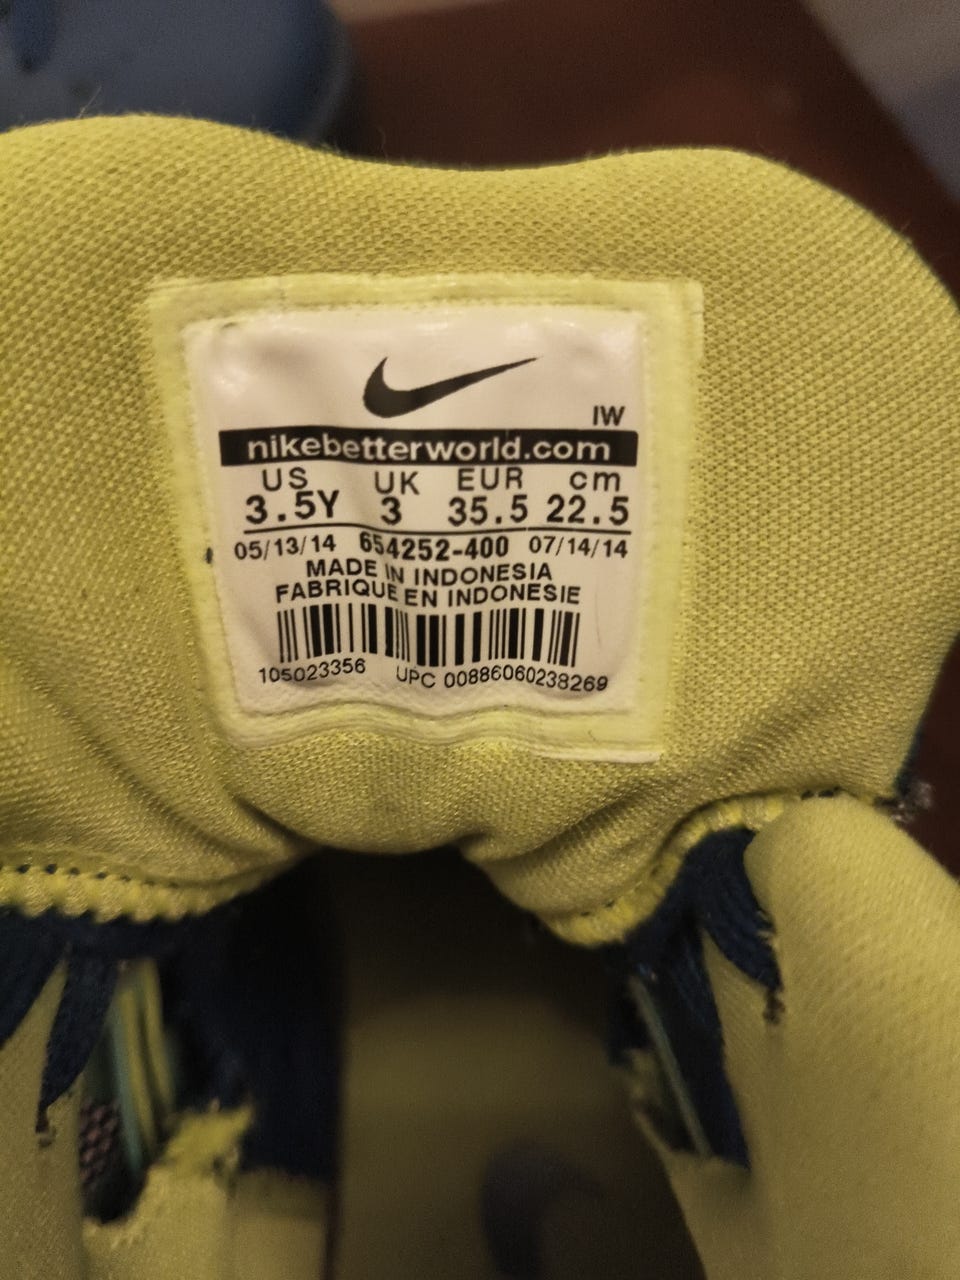 IW
nikebetterworld.com
US UK EUR cm
3.5Y 3 35.5 22.5
05/13/14 654252-400 07/14/14
MADE IN INDONESIA
FABRIQUE EN INDONESIE
105023356 UPC 00886060238269